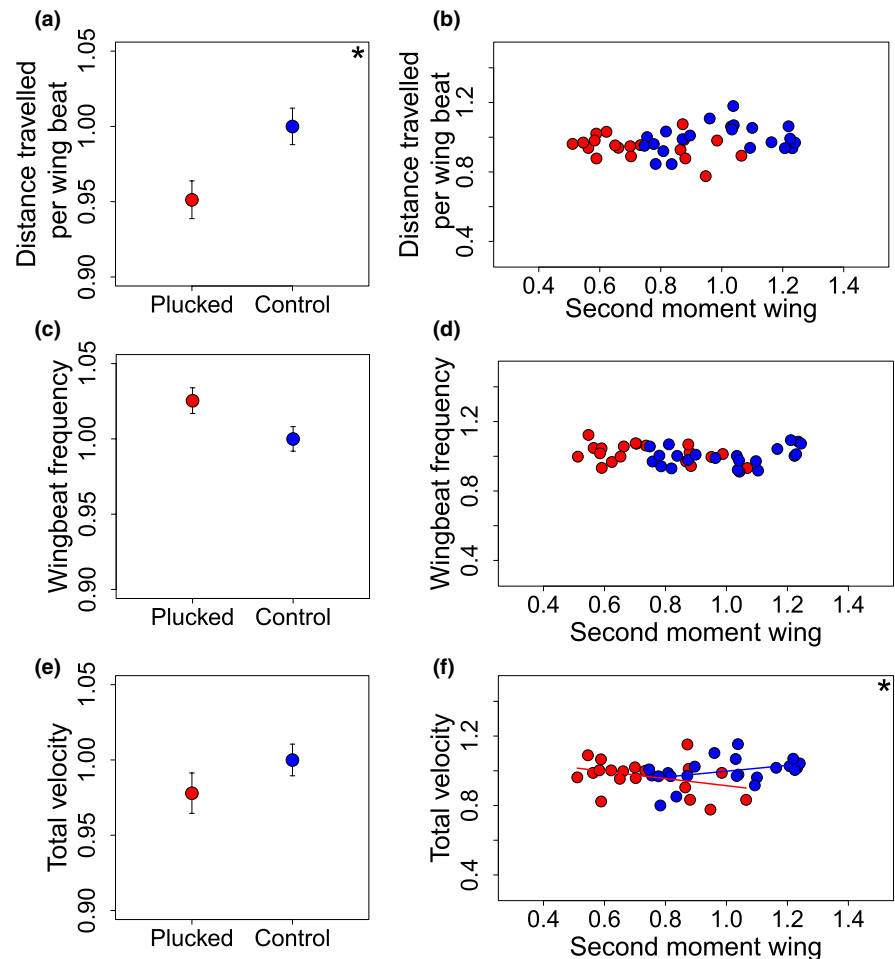 (a)
Distance travelled
per wing beat
0.90
0.95
1.00
1.05
*
Plucked
Control
(b)
Distance travelled
per wing beat
0.4
0.8
1.2
0.4
0.6
0.8
1.0
1.2
1.4
Second moment wing
(c)
Wingbeat frequency
0.90
0.95
1.00
1.05
Plucked
Control
(d)
Wingbeat frequency
0.4
0.8
1.2
0.4
0.6
0.8
1.0
1.2
1.4
Second moment wing
(e)
Total velocity
0.90
0.95
1.00
1.05
Plucked
Control
(f)
Total velocity
0.4
0.8
1.2
*
0.4
0.6
0.8
1.0
1.2
1.4
Second moment wing